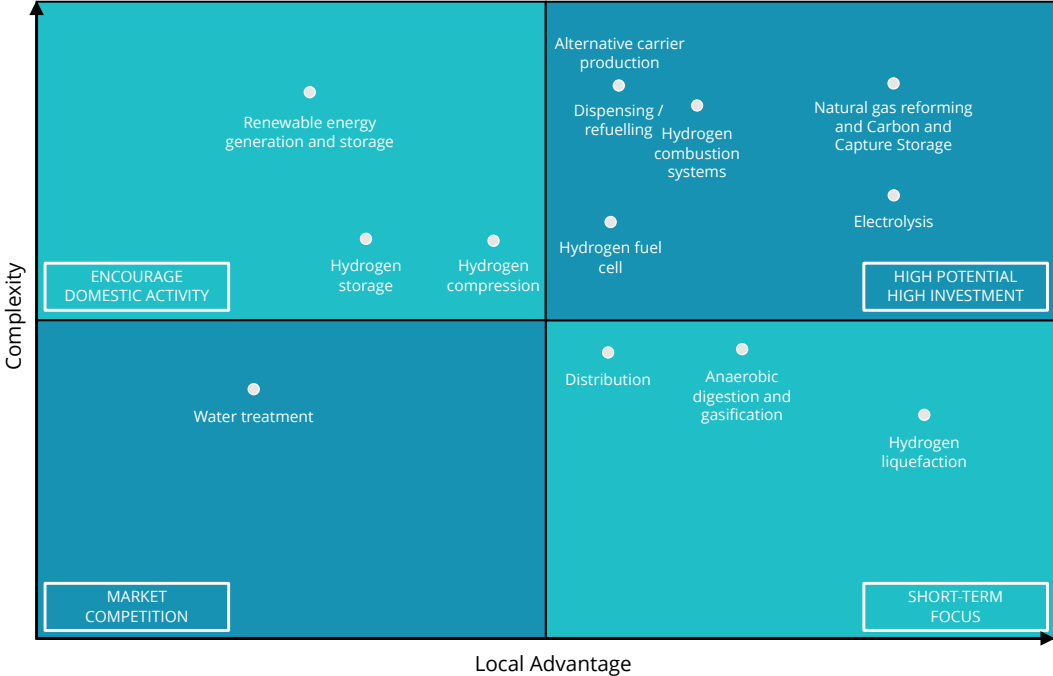 Complexity
Renewable energy
generation and storage
Hydrogen
storage
Hydrogen
compression
ENCOURAGE
DOMESTIC ACTIVITY
Alternative carrier
production
Dispensing /
refuelling
Hydrogen
combustion
systems
Natural gas reforming
and Carbon and
Capture Storage
Hydrogen fuel
cell
Electrolysis
HIGH POTENTIAL
HIGH INVESTMENT
Water treatment
MARKET
COMPETITION
Distribution
Anaerobic
digestion and
gasification
Hydrogen
liquefaction
SHORT-TERM
FOCUS
Local Advantage